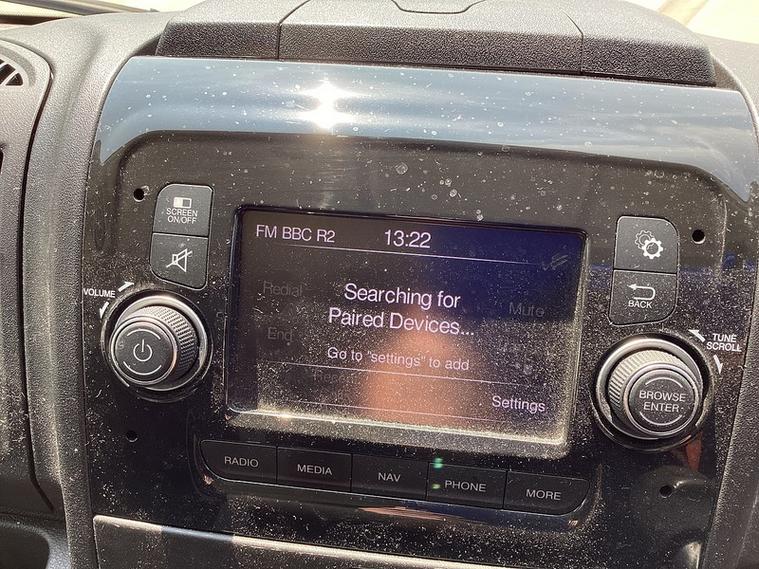 SCREEN
ON/OFF
VOLUME
FM BBC R2 13:22
Redial
Searching for
Paired Devices...
Mute
End
Go to "settings" to add
Settings
BACK
TUNE
SCROLL
BROWSE
ENTER
RADIO
MEDIA
NAV
PHONE
MORE